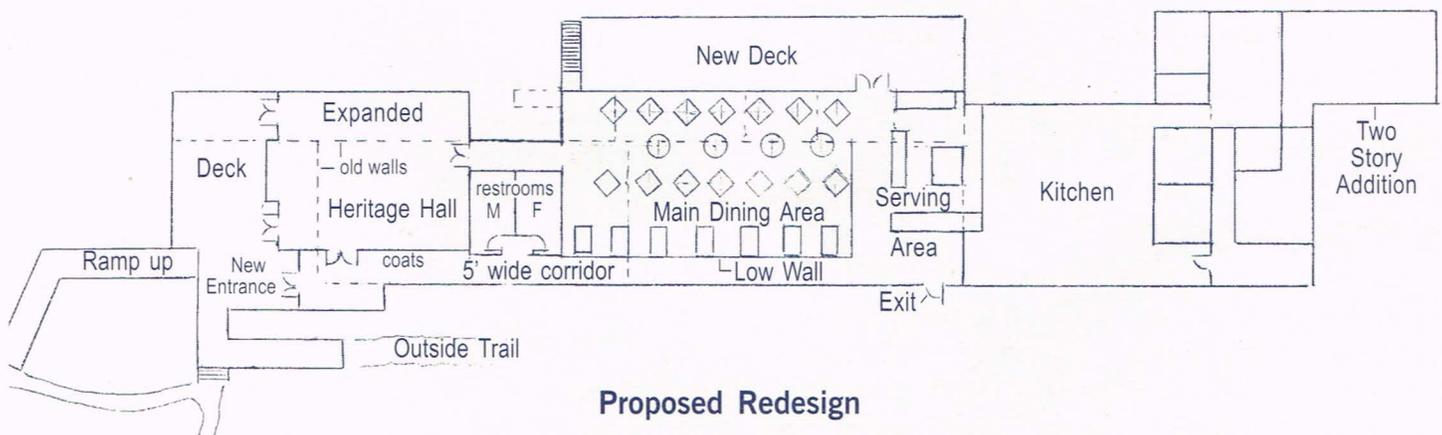 New Deck
Expanded
Deck
old walls
Heritage Hall
restrooms
M F
Main Dining Area
Serving
Area
Kitchen
Two
Story
Addition
Ramp up
New
Entrance
coats
5' wide corridor
Low Wall
Exit
Outside Trail
Proposed Redesign